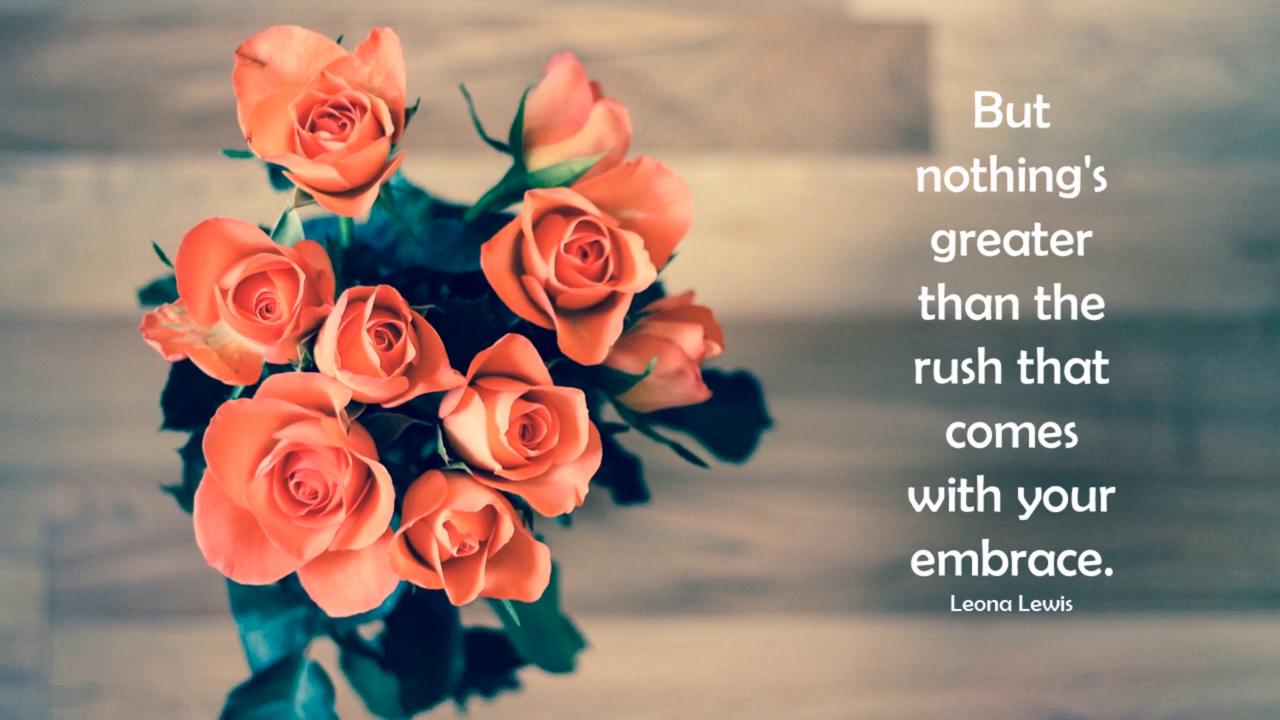 But
nothing's
greater
than the
rush that
comes
with your
embrace.
Leona Lewis